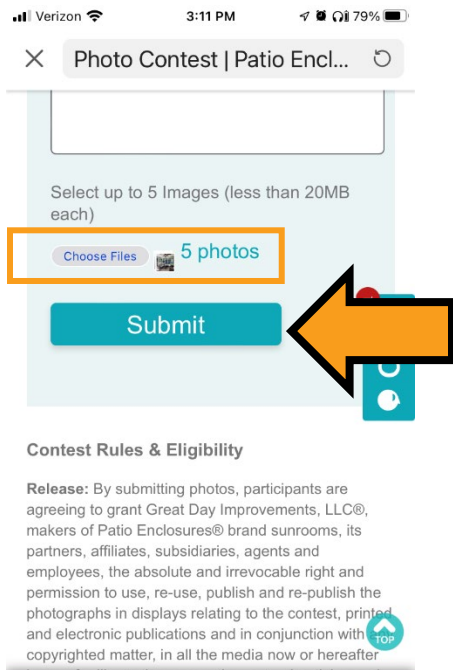 Verizon 3:11 PM 79%
Photo Contest | Patio Encl...
Select up to 5 Images (less than 20MB
each)
Choose Files 5 photos
Submit
Contest Rules & Eligibility
Release: By submitting photos, participants are
agreeing to grant Great Day Improvements, LLC®,
makers of Patio Enclosures® brand sunrooms, its
partners, affiliates, subsidiaries, agents and
employees, the absolute and irrevocable right and
permission to use, re-use, publish and re-publish the
photographs in displays relating to the contest, printed
and electronic publications and in conjunction with
TOP
copyrighted matter, in all the media now or hereafter